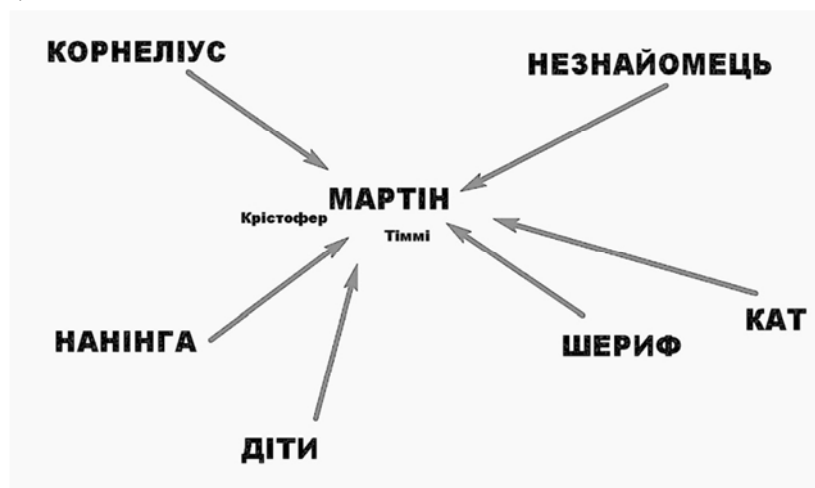 КОРНЕЛІУС
НЕЗНАЙОМЕЦЬ
МАРТІН
Крістофер
Тіммі
НАНІНГА
ШЕРИФ
КАТ
ДІТИ